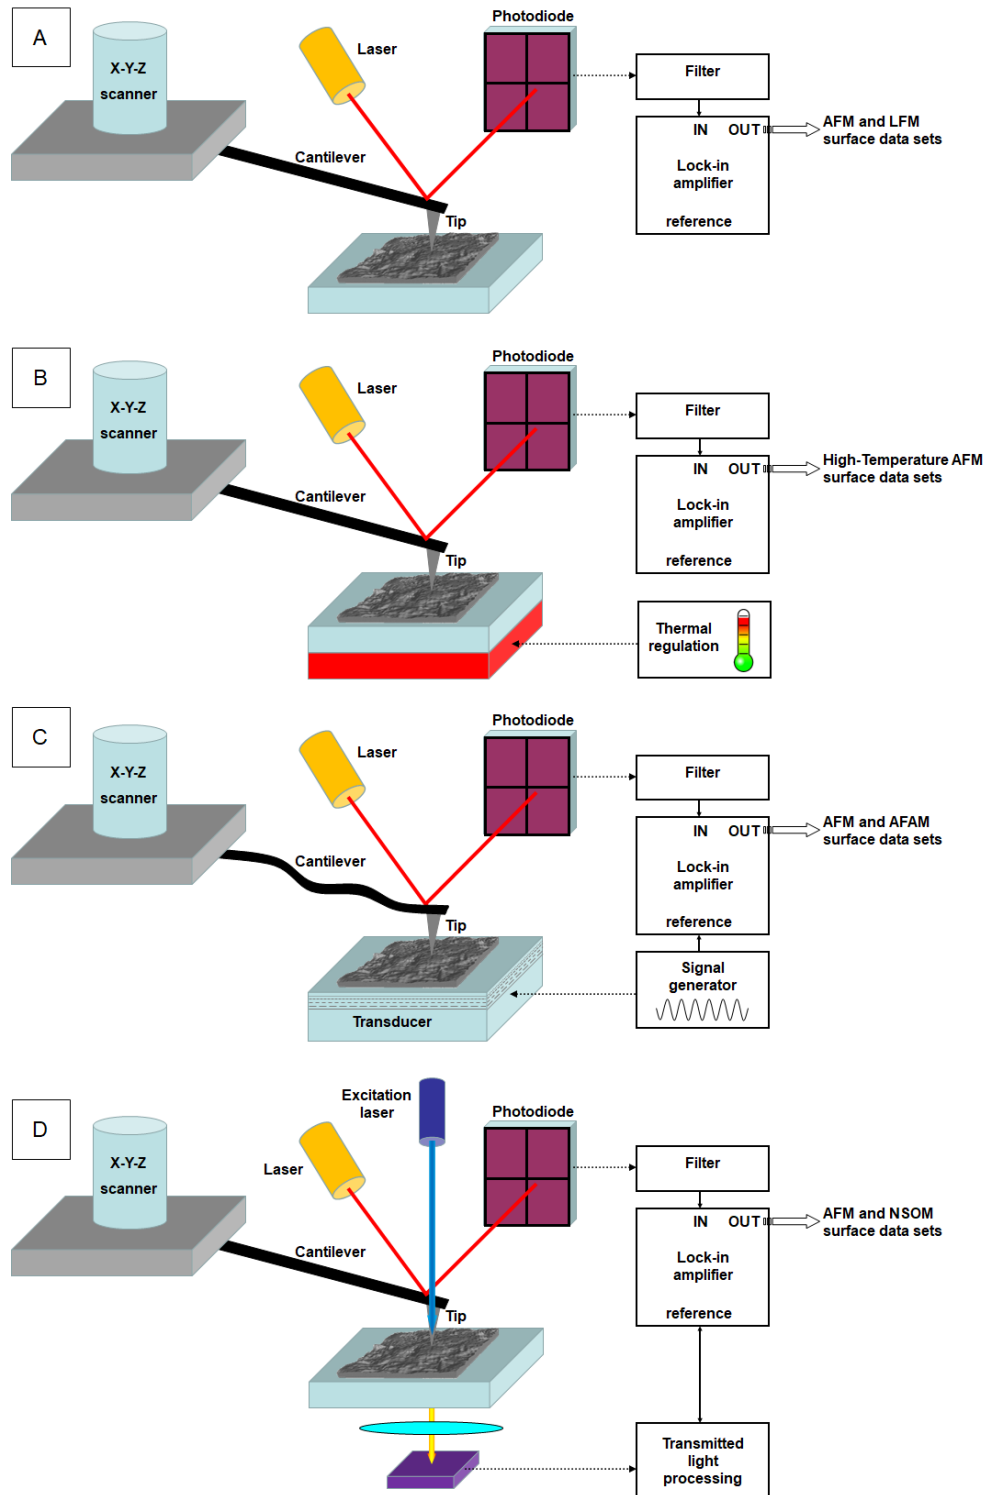 A
X-Y-Z
scanner
Laser
Photodiode
Cantilever
Tip
Filter
IN OUT
Lock-in
amplifier
reference
AFM and LFM
surface data sets
B
X-Y-Z
scanner
Laser
Photodiode
Cantilever
Tip
Filter
IN OUT
Lock-in
amplifier
reference
High-Temperature AFM
surface data sets
Thermal
regulation
C
X-Y-Z
scanner
Laser
Photodiode
Cantilever
Tip
Transducer
Filter
IN OUT
Lock-in
amplifier
reference
AFM and AFAM
surface data sets
Signal
generator
D
X-Y-Z
scanner
Excitation
laser
Laser
Photodiode
Cantilever
Tip
Filter
IN OUT
Lock-in
amplifier
reference
AFM and NSOM
surface data sets
Transmitted
light
processing